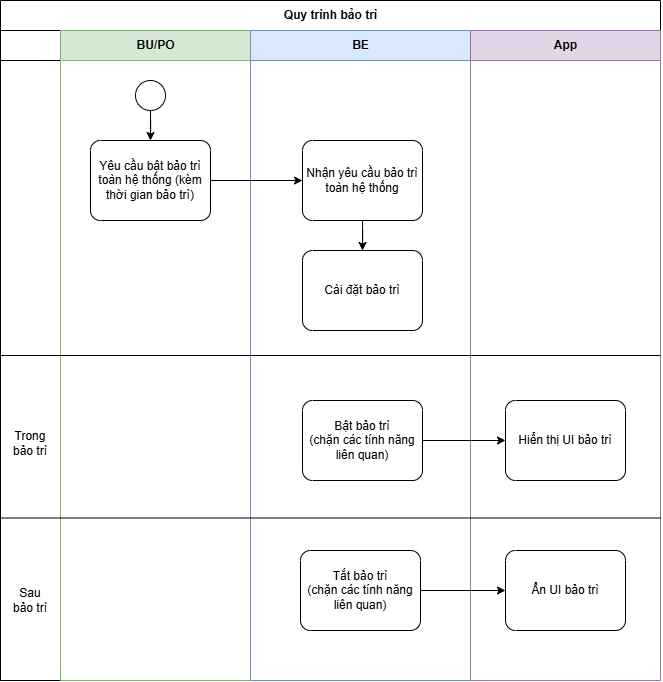 Quy trình bảo trì
BU/PO
BE
App
Yêu cầu bật bảo trì
toàn hệ thống (kèm
thời gian bảo trì)
Nhận yêu cầu bảo trì
toàn hệ thống
Cài đặt bảo trì
Trong
bảo trì
Bật bảo trì
(chặn các tính năng
liên quan)
Hiển thị UI bảo trì
Sau
bảo trì
Tắt bảo trì
(chặn các tính năng
liên quan)
Ẩn UI bảo trì